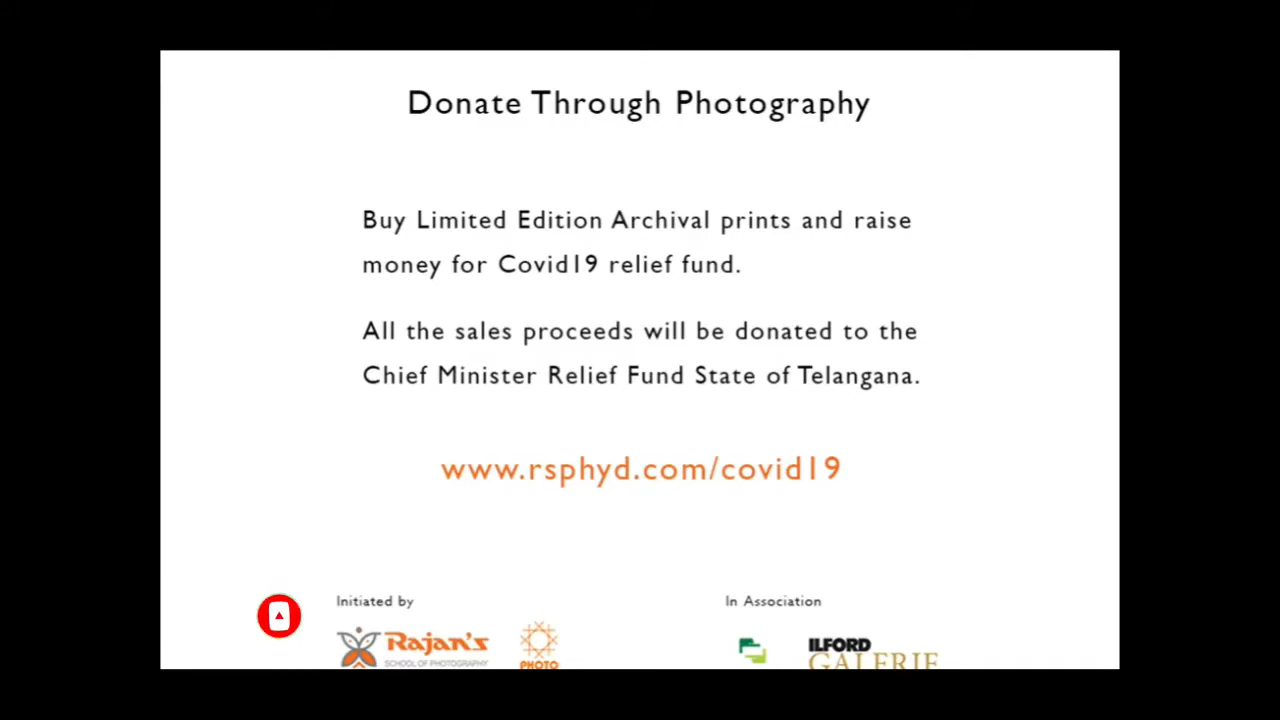 Donate Through Photography
Buy Limited Edition Archival prints and raise
money for Covid19 relief fund.
All the sales proceeds will be donated to the
Chief Minister Relief Fund State of Telangana.
www.rsphyd.com/covid19
Initiated by
In Association
Rajan's
SCHOOL OF PHOTOGRAPHY
PHOTO
ILFORD
GALERIE